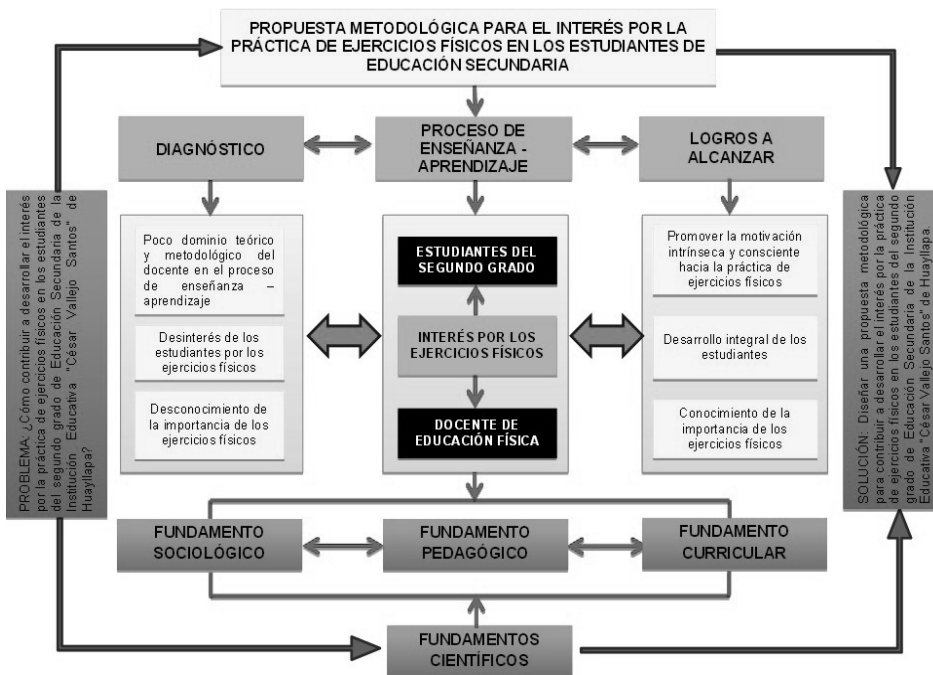 PROPUESTA METODOLÓGICA PARA EL INTERÉS POR LA
PRÁCTICA DE EJERCICIOS FÍSICOS EN LOS ESTUDIANTES DE
EDUCACIÓN SECUNDARIA
DIAGNÓSTICO
PROCESO DE
ENSEÑANZA -
APRENDIZAJE
LOGROS A
ALCANZAR
PROBLEMA: ¿Cómo contribuir a desarrollar el interés
por la práctica de ejercicios físicos en los estudiantes
del segundo grado de Educación Secundaria de la
Institución Educativa "César Vallejo Santos" de
Huayllapa?
Poco dominio teórico
y metodológico del
docente en el proceso
de enseñanza –
aprendizaje
Desinterés de los
estudiantes por los
ejercicios físicos
Desconocimiento de
la importancia de los
ejercicios físicos
ESTUDIANTES DEL
SEGUNDO GRADO
INTERÉS POR LOS
EJERCICIOS FÍSICOS
DOCENTE DE
EDUCACIÓN FÍSICA
Promover la motivación
intrínseca y consciente
hacia la práctica de
ejercicios físicos
Desarrollo integral de los
estudiantes
Conocimiento de la
importancia de los
ejercicios físicos
SOLUCIÓN: Diseñar una propuesta metodológica
para contribuir a desarrollar el interés por la práctica
de ejercicios físicos en los estudiantes del segundo
grado de Educación Secundaria de la Institución
Educativa "César Vallejo Santos" de Huayllapa.
FUNDAMENTO
SOCIOLÓGICO
FUNDAMENTO
PEDAGÓGICO
FUNDAMENTO
CURRICULAR
FUNDAMENTOS
CIENTÍFICOS